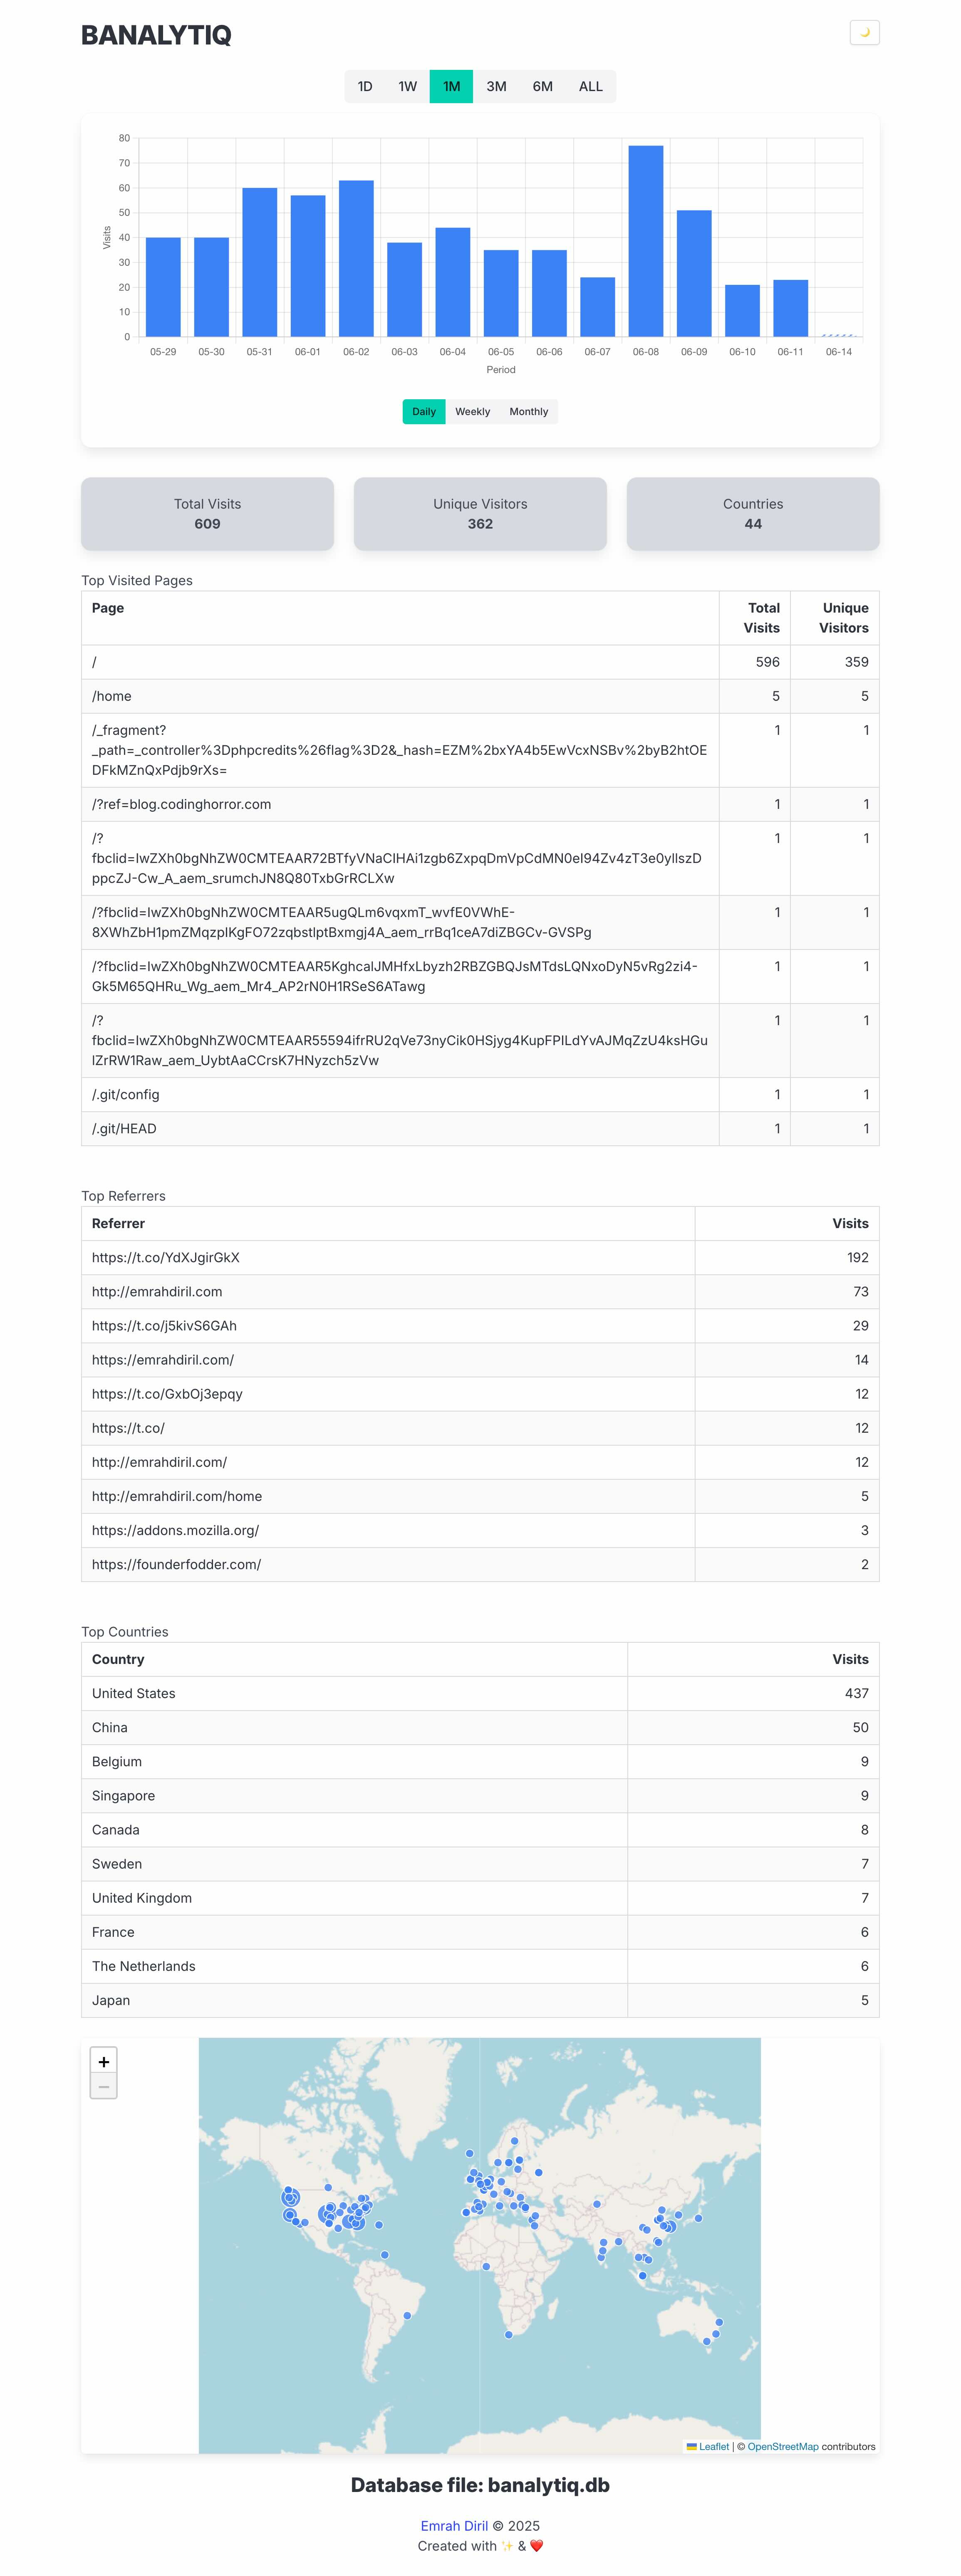 BANALYTIQ
🌙
1D 1W 1M 3M 6M ALL
80
70
60
50
40
30
20
10
0
Visits
05-29 05-30 05-31 06-01 06-02 06-03 06-04 06-05 06-06 06-07 06-08 06-09 06-10 06-11 06-14
Period
Daily Weekly Monthly
Total Visits
609
Unique Visitors
362
Countries
44
Top Visited Pages
Page Total Visits Unique Visitors
/ 596 359
/home 5 5
/_fragment? 1 1
_path=_controller%3Dphpcredits%26flag%3D2&_hash=EZM%2bxYA4b5EwVcxNSBv%2byB2htOE
DFkMZnQxPdjb9rXs=
/?ref=blog.codinghorror.com 1 1
/? 1 1
fbclid=IwZXh0bgNhZW0CMTEAAR72BTfyVNaCIHAi1zgb6ZxpqDmVpCdMN0eI94Zv4zT3e0yIlszD
ppcZJ-Cw_A_aem_srumchJN8Q80TxbGrRCLXw
/?fbclid=IwZXh0bgNhZW0CMTEAAR5ugQLm6vqxmT_wvfE0VWhE- 1 1
8XWhZbH1pmZMqzpIKgFO72zqbstlptBxmgj4A_aem_rrBq1ceA7diZBGCv-GVSPg
/?fbclid=IwZXh0bgNhZW0CMTEAAR5KghcalJMHfxLbyzh2RBZGBQJsMTdsLQNxoDyN5vRg2zi4- 1 1
Gk5M65QHRu_Wg_aem_Mr4_AP2rN0H1RSeS6ATawg
/? 1 1
fbclid=IwZXh0bgNhZW0CMTEAAR55594ifrRU2qVe73nyCik0HSjyg4KupFPILdYvAJMqZzU4ksHGu
lZrRW1Raw_aem_UybtAaCCrsK7HNyzch5zVw
/.git/config 1 1
/.git/HEAD 1 1
Top Referrers
Referrer Visits
https://t.co/YdXJgirGkX 192
http://emrahdiril.com 73
https://t.co/j5kivS6GAh 29
https://emrahdiril.com/ 14
https://t.co/GxbOj3epqy 12
https://t.co/ 12
http://emrahdiril.com/ 12
http://emrahdiril.com/home 5
https://addons.mozilla.org/ 3
https://founderfodder.com/ 2
Top Countries
Country Visits
United States 437
China 50
Belgium 9
Singapore 9
Canada 8
Sweden 7
United Kingdom 7
France 6
The Netherlands 6
Japan 5
+
−
Leaflet | © OpenStreetMap contributors
Database file: banalytiq.db
Emrah Diril © 2025
Created with ✨ & ❤️